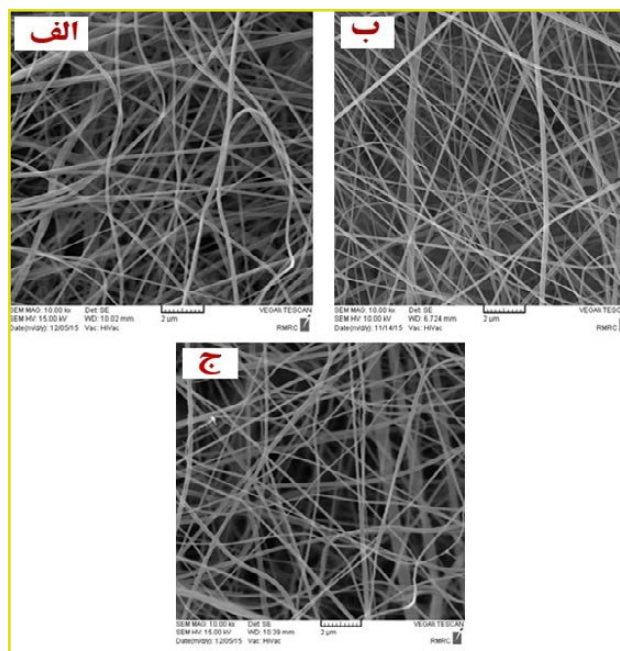 الف
SEM MAG: 10.00 kx Det: SE
SEM HV: 15.00 kV WD: 10.02 mm 2 µm VEGA\\ TESCAN
Date(m/d/y): 12/05/15 Vac: HiVac RMRC
ب
SEM MAG: 10.00 kx Det: SE
SEM HV: 10.00 kV WD: 6.724 mm 2 µm VEGA\\ TESCAN
Date(m/d/y): 11/14/15 Vac: HiVac RMRC
ج
SEM MAG: 10.00 kx Det: SE
SEM HV: 15.00 kV WD: 10.39 mm 2 µm VEGA\\ TESCAN
Date(m/d/y): 12/05/15 Vac: HiVac RMRC